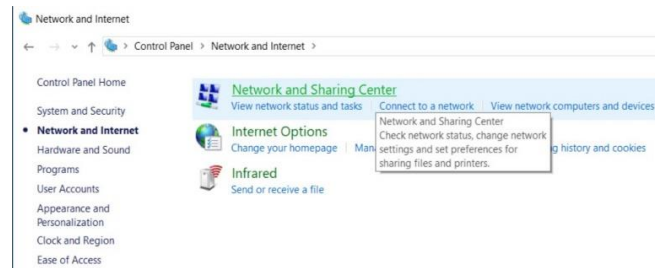 Network and Internet
Control Panel > Network and Internet >
Control Panel Home
System and Security
Network and Internet
Hardware and Sound
Programs
User Accounts
Appearance and
Personalization
Clock and Region
Ease of Access
Network and Sharing Center
View network status and tasks
Connect to a network
View network computers and devices
Network and Sharing Center
Check network status, change network
settings and set preferences for
sharing files and printers.
Internet Options
Change your homepage
history and cookies
Infrared
Send or receive a file